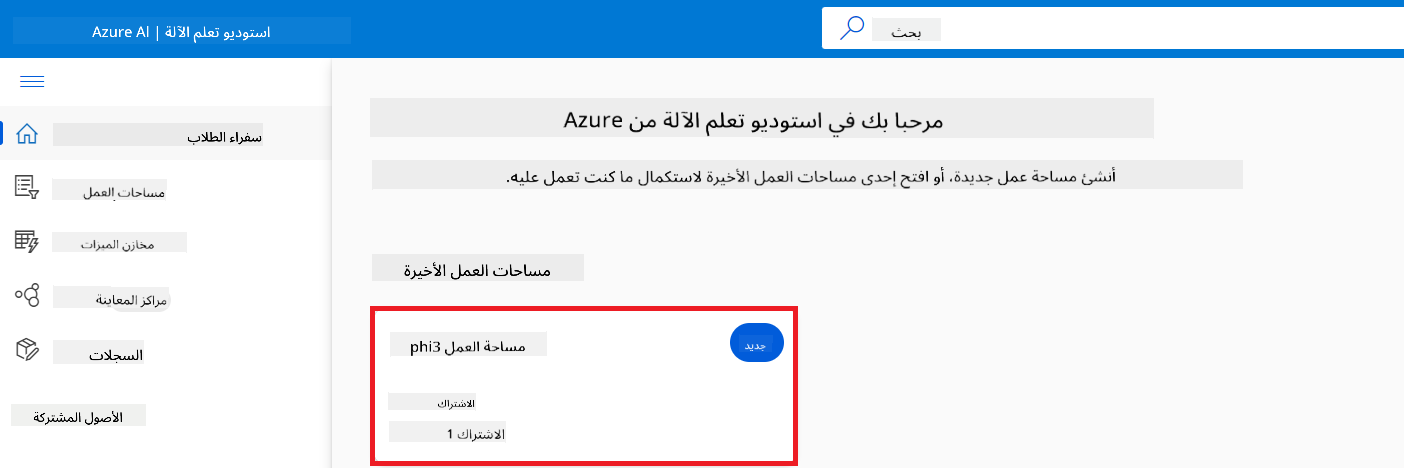 Azure AI | استوديو تعلم الآلة
بحث
سفراء الطلاب
مساحات العمل
مخازن الميزات
مراكز المعاينة
السجلات
الأصول المشتركة
مرحبا بك في استوديو تعلم الآلة من Azure
أنشئ مساحة عمل جديدة، أو افتح إحدى مساحات العمل الأخيرة لاستكمال ما كنت تعمل عليه.
مساحات العمل الأخيرة
مساحة العمل phi3
جديد
الاشتراك
الاشتراك 1